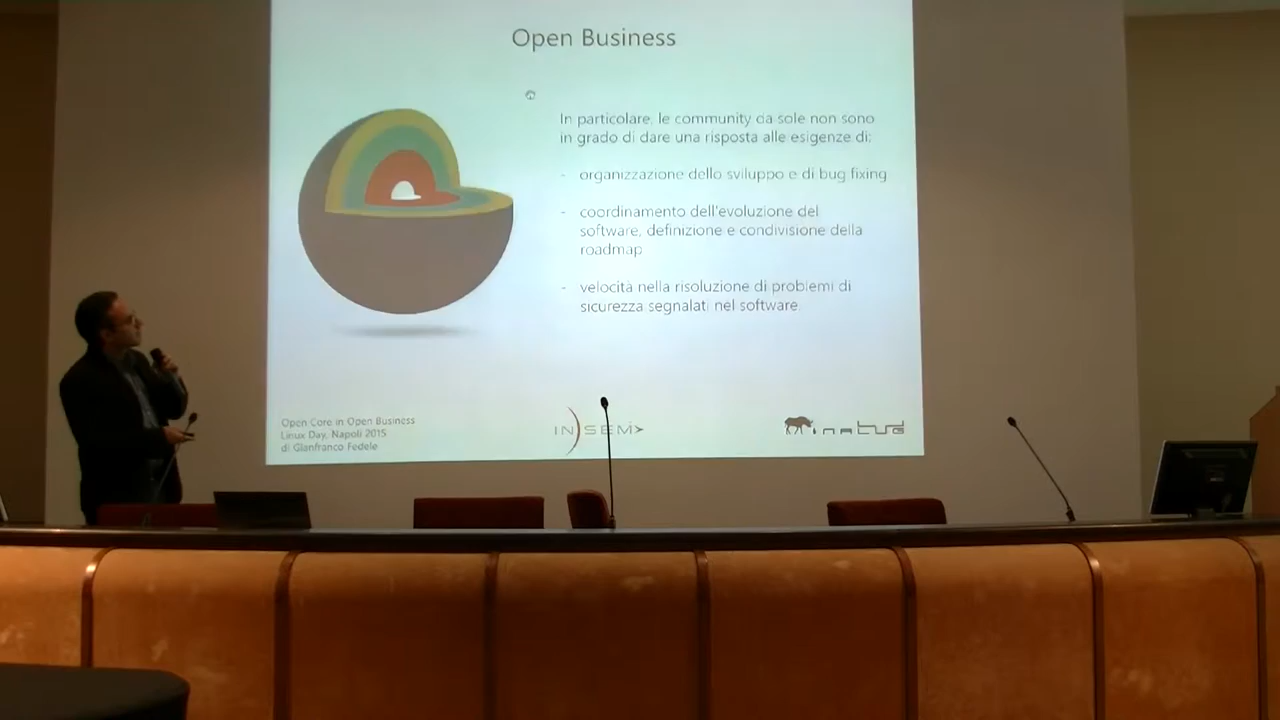 Open Business
In particolare, le community da sole non sono
in grado di dare una risposta alle esigenze di:
- organizzazione dello sviluppo e di bug fixing
- coordinamento dell'evoluzione del
software, definizione e condivisione della
roadmap
- velocità nella risoluzione di problemi di
sicurezza segnalati nel software.
Open Core in Open Business
Linux Day, Napoli 2015
di Gianfranco Fedele
IN)SEM
inatud